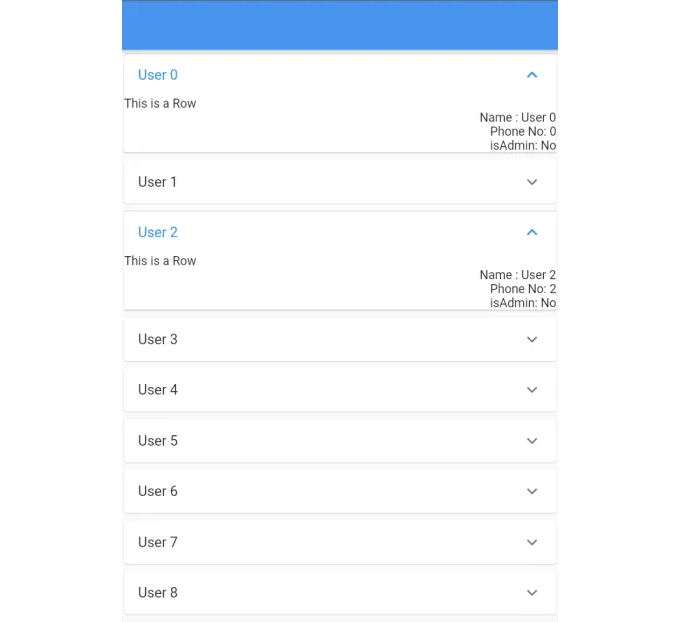 User 0
This is a Row
Name : User 0
Phone No: 0
isAdmin: No
User 1
User 2
This is a Row
Name : User 2
Phone No: 2
isAdmin: No
User 3
User 4
User 5
User 6
User 7
User 8